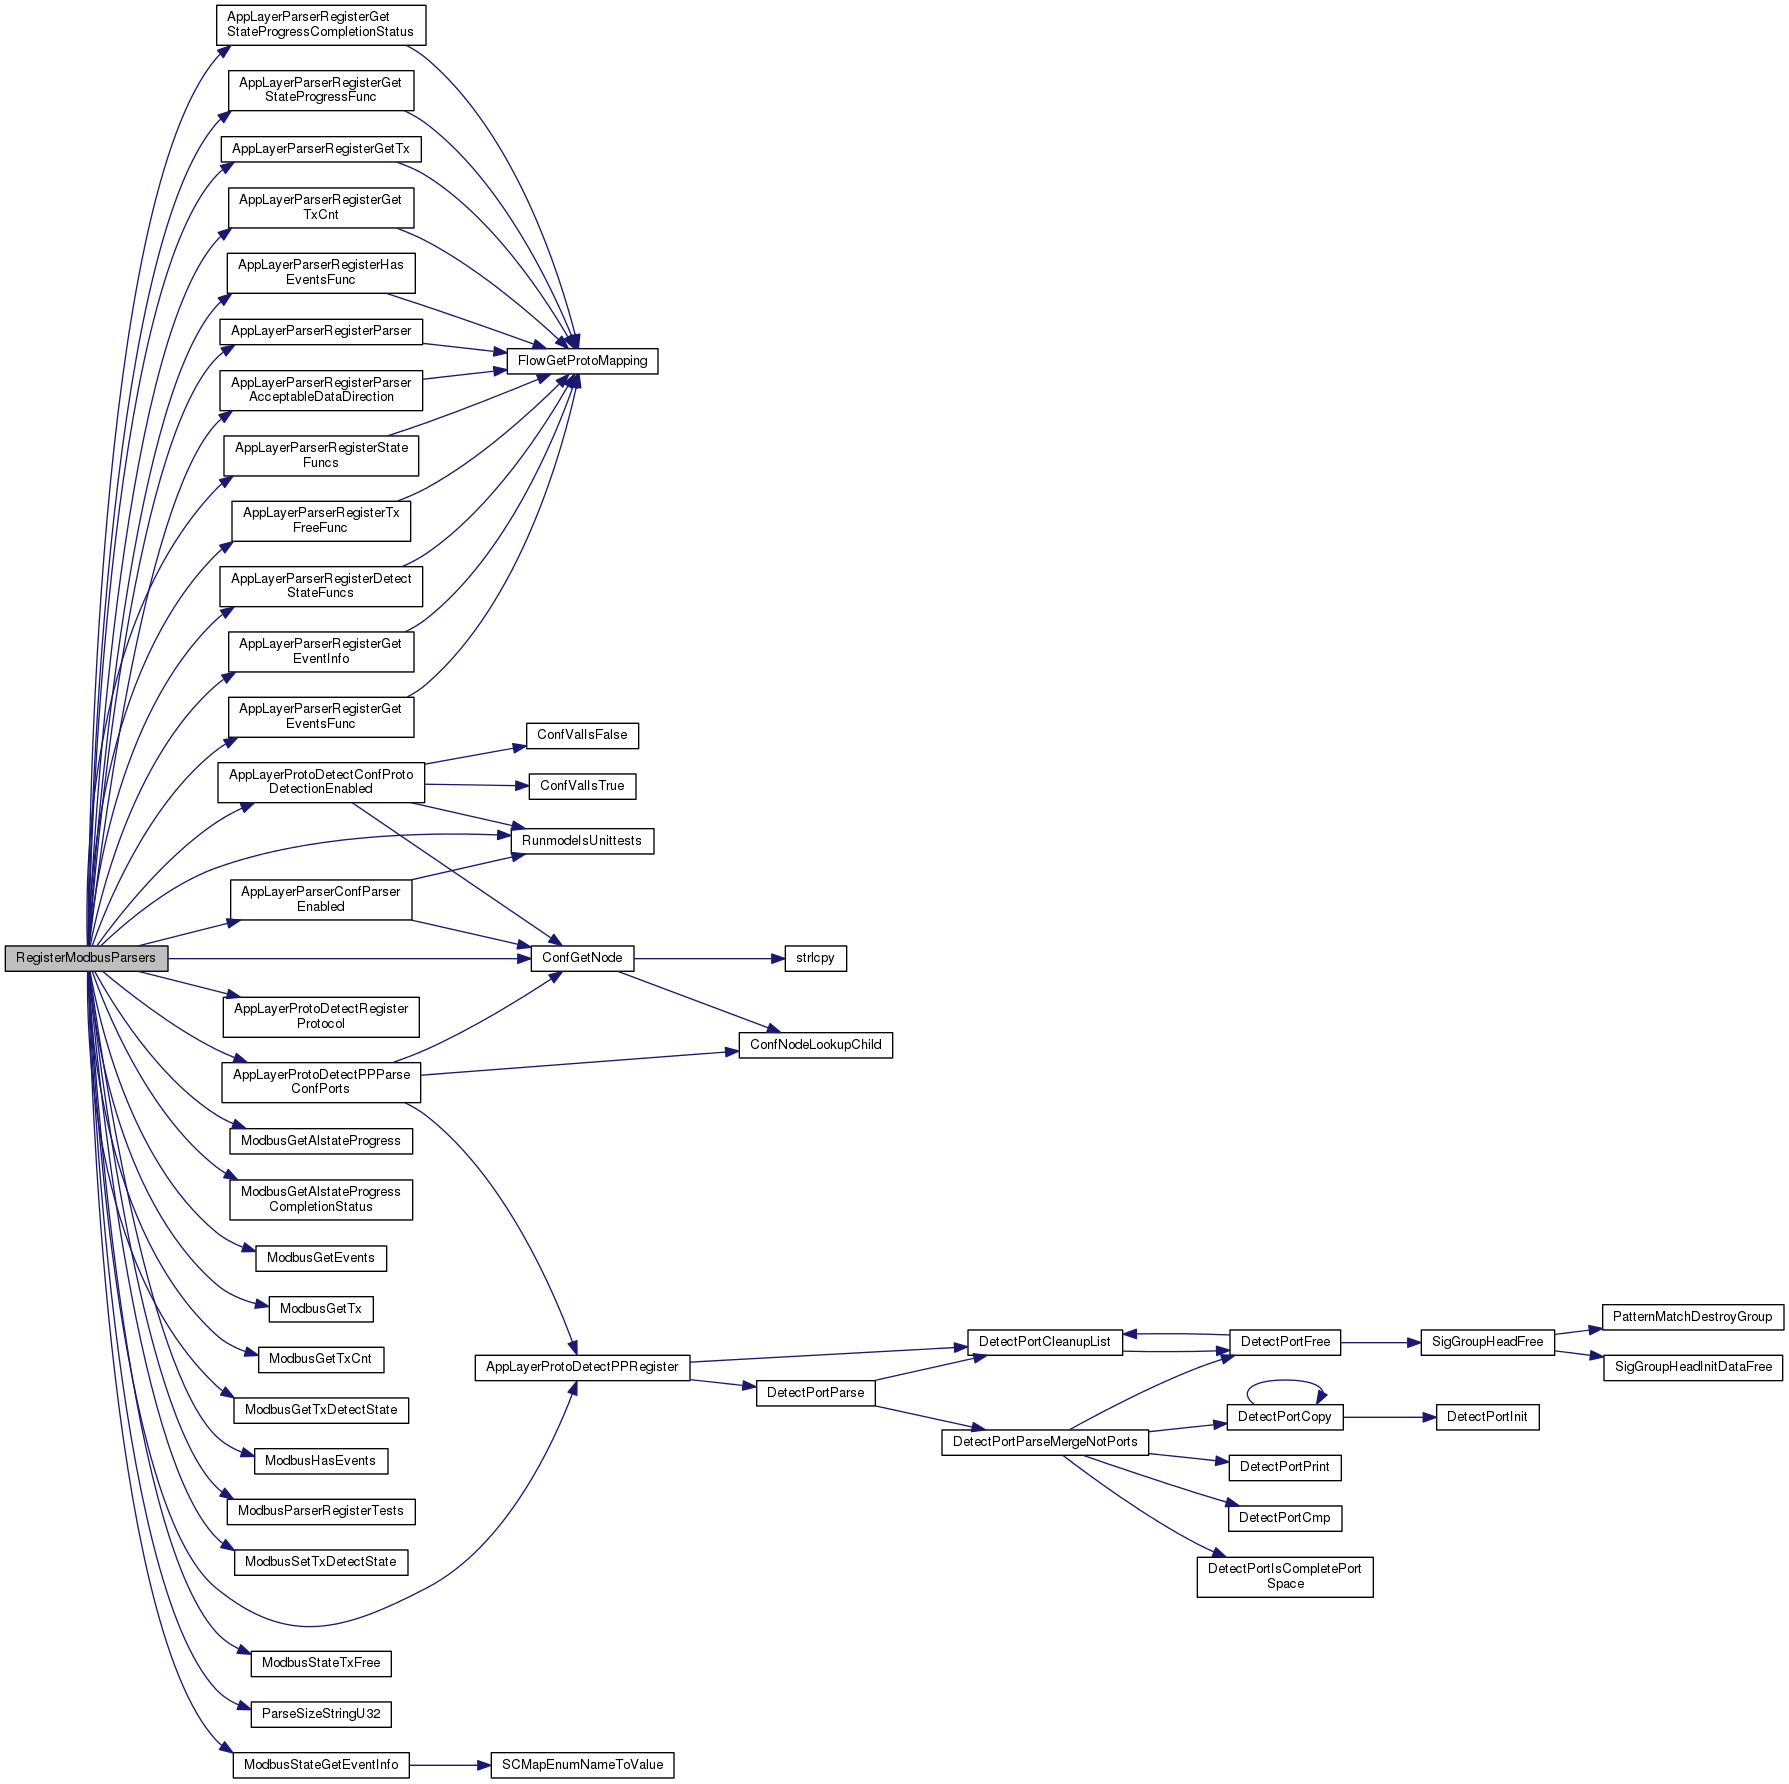 AppLayerParserRegisterGet
StateProgressCompletionStatus
AppLayerParserRegisterGet
StateProgressFunc
AppLayerParserRegisterGetTx
AppLayerParserRegisterGet
TxCnt
AppLayerParserRegisterHas
EventsFunc
AppLayerParserRegisterParser
AppLayerParserRegisterParser
AcceptableDataDirection
AppLayerParserRegisterState
Funcs
AppLayerParserRegisterTx
FreeFunc
AppLayerParserRegisterDetect
StateFuncs
AppLayerParserRegisterGet
EventInfo
AppLayerParserRegisterGet
EventsFunc
FlowGetProtoMapping
AppLayerProtoDetectConfProto
DetectionEnabled
ConfValIsFalse
ConfValIsTrue
RunmodeIsUnittests
AppLayerParserConfParser
Enabled
RegisterModbusParsers
ConfGetNode
strlcpy
AppLayerProtoDetectRegister
Protocol
ConfNodeLookupChild
AppLayerProtoDetectPPParse
ConfPorts
ModbusGetAlstateProgress
ModbusGetAlstateProgress
CompletionStatus
ModbusGetEvents
ModbusGetTx
ModbusGetTxCnt
ModbusGetTxDetectState
ModbusHasEvents
ModbusParserRegisterTests
ModbusSetTxDetectState
AppLayerProtoDetectPPRegister
DetectPortCleanupList
DetectPortParse
DetectPortFree
SigGroupHeadFree
PatternMatchDestroyGroup
SigGroupHeadInitDataFree
DetectPortParseMergeNotPorts
DetectPortCopy
DetectPortInit
DetectPortPrint
DetectPortCmp
DetectPortIsCompletePort
Space
ModbusStateTxFree
ParseSizeStringU32
ModbusStateGetEventInfo
SCMapEnumNameToValue